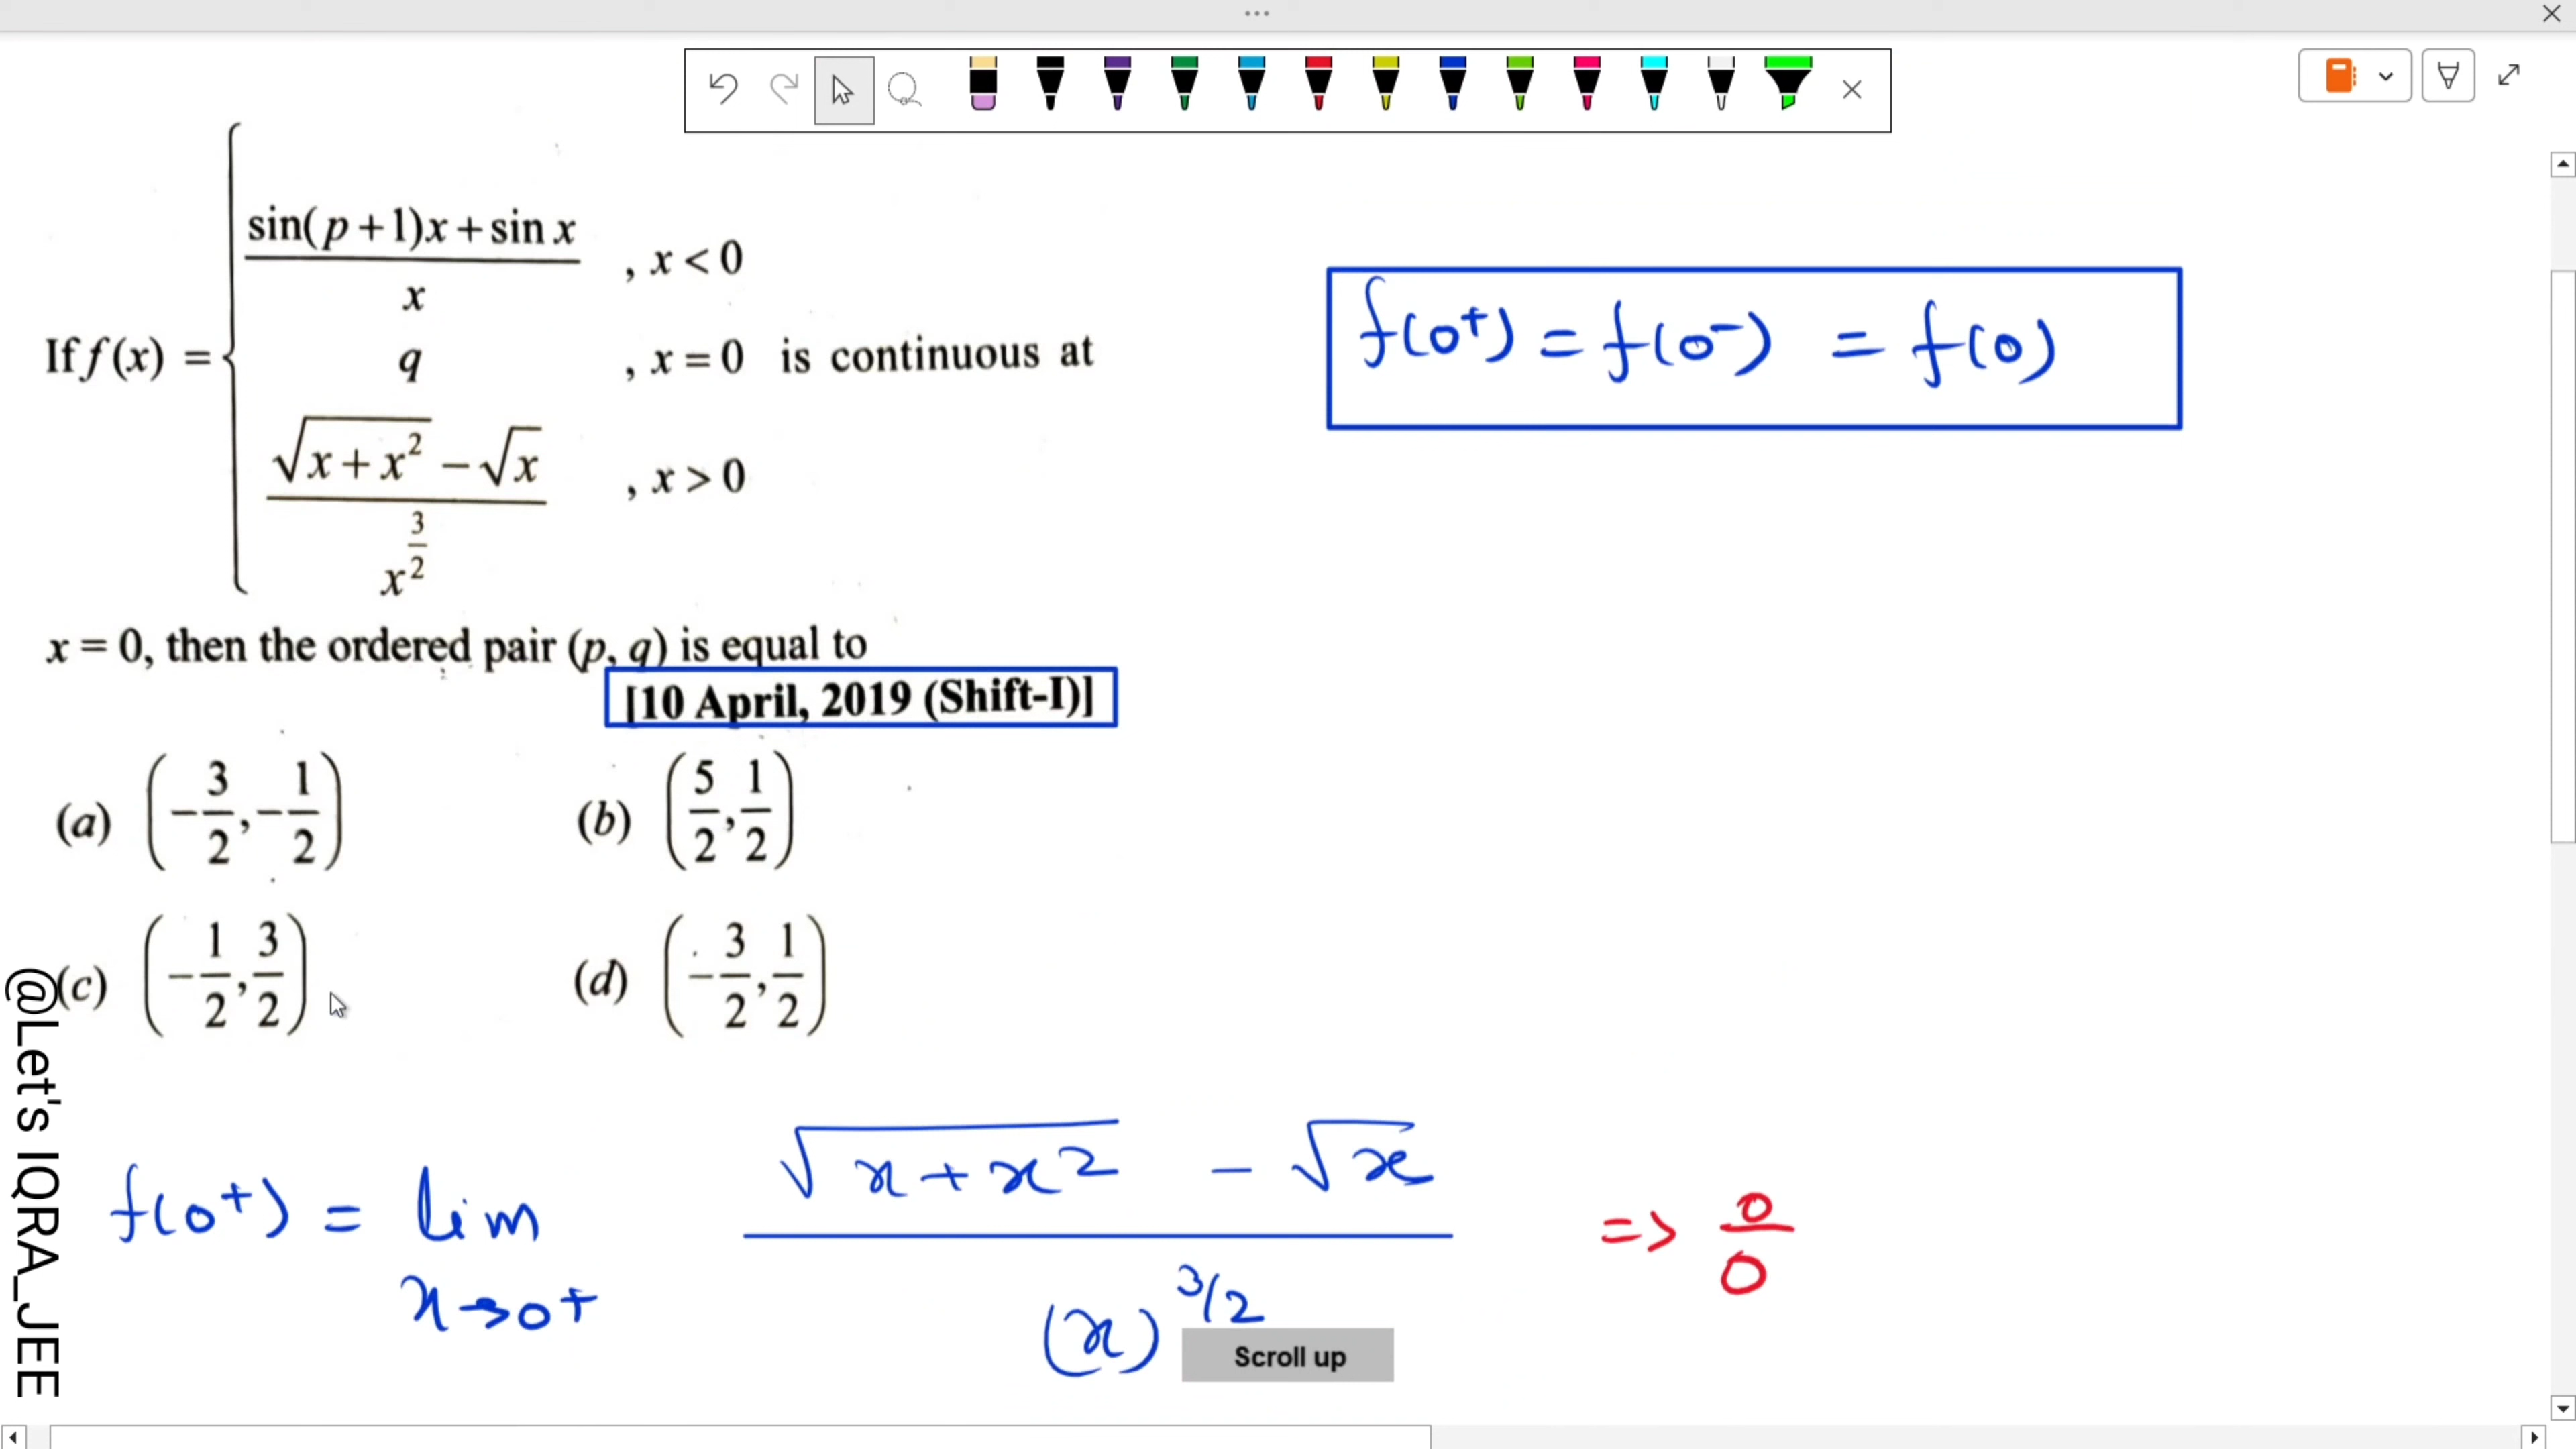 sin(p+1)x+sin x
x
, x < 0
If f(x) =
q
, x = 0 is continuous at
√x + x² − √x
x^3/2
, x > 0
x = 0, then the ordered pair (p, q) is equal to
[10 April, 2019 (Shift-I)]
(a) (−3/2, −1/2)
(b) (5/2, 1/2)
(c) (−1/2, 3/2)
(d) (−3/2, 1/2)
f(0+) = f(0−) = f(0)
f(0+) = lim
x→0+
√x+x2 − √x
(x)^3/2
=> 0/0
Scroll up
@Let's IQRA_JEE